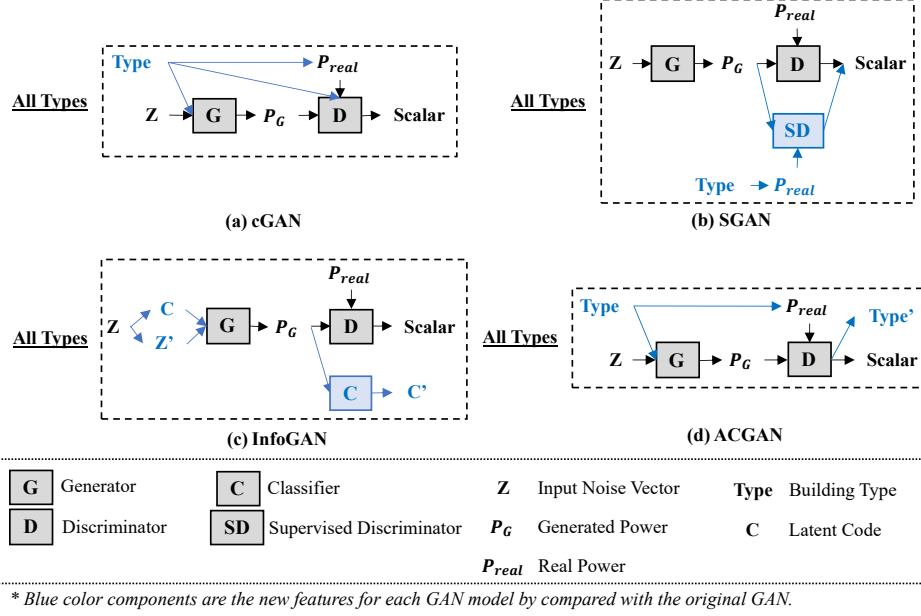 All Types
Type
P_real
Z
G
P_G
D
Scalar
(a) cGAN
All Types
P_real
Z
G
P_G
D
Scalar
SD
Type
P_real
(b) SGAN
All Types
P_real
Z
C
Z'
G
P_G
D
Scalar
C
C'
(c) InfoGAN
All Types
Type
P_real
Type'
Z
G
P_G
D
Scalar
(d) ACGAN
G Generator
C Classifier
Z Input Noise Vector
Type Building Type
D Discriminator
SD Supervised Discriminator
P_G Generated Power
C Latent Code
P_real Real Power
* Blue color components are the new features for each GAN model by compared with the original GAN.